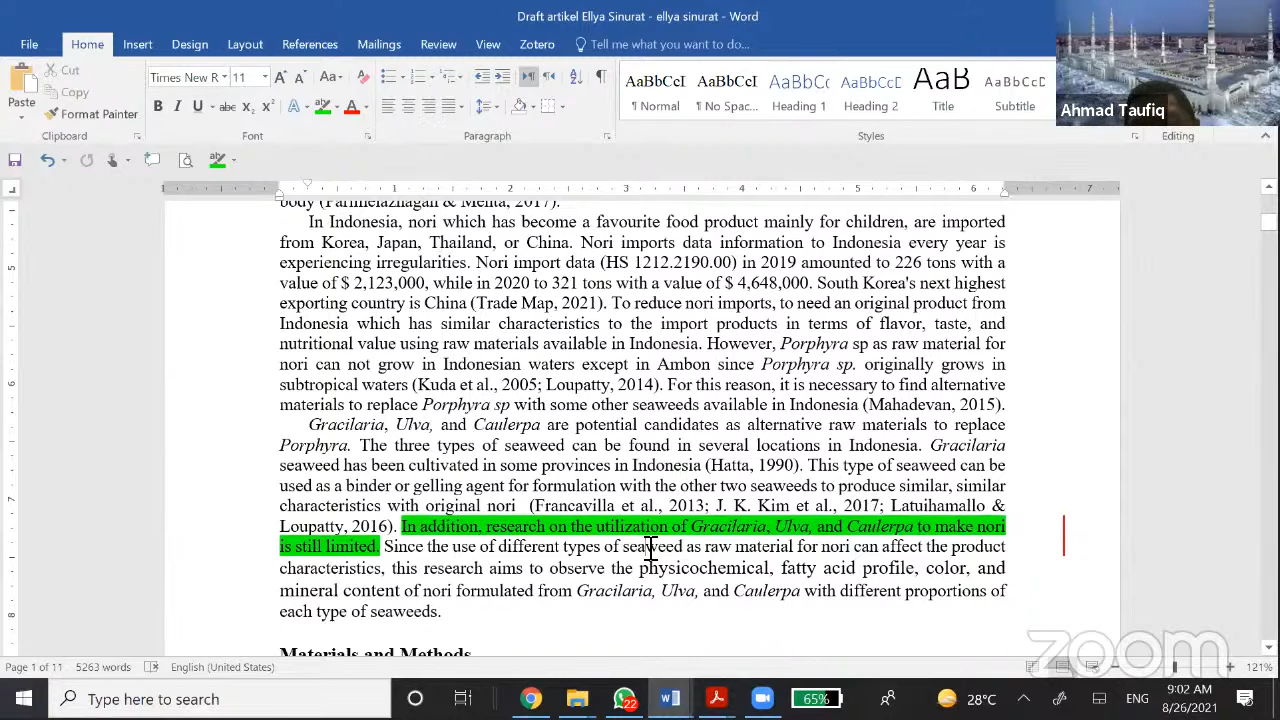 Draft artikel Ellya Sinurat - ellya sinurat - Word
File Home Insert Design Layout References Mailings Review View Zotero Tell me what you want to do...
Ahmad Taufiq
Paste Cut Copy Format Painter
Times New R 11
B I U abc x₂ x² A
AaBbCcI AaBbCcI AaBbCc AaBbCcD AaB AaBbCcD
¶ Normal ¶ No Spac... Heading 1 Heading 2 Title Subtitle
Clipboard Font Paragraph Styles Editing
1 1 2 3 4 5 6 7
body (Parmelazhagan & Menta, 2017).
In Indonesia, nori which has become a favourite food product mainly for children, are imported
from Korea, Japan, Thailand, or China. Nori imports data information to Indonesia every year is
experiencing irregularities. Nori import data (HS 1212.2190.00) in 2019 amounted to 226 tons with a
value of $ 2,123,000, while in 2020 to 321 tons with a value of $ 4,648,000. South Korea's next highest
exporting country is China (Trade Map, 2021). To reduce nori imports, to need an original product from
Indonesia which has similar characteristics to the import products in terms of flavor, taste, and
nutritional value using raw materials available in Indonesia. However, Porphyra sp as raw material for
nori can not grow in Indonesian waters except in Ambon since Porphyra sp. originally grows in
subtropical waters (Kuda et al., 2005; Loupatty, 2014). For this reason, it is necessary to find alternative
materials to replace Porphyra sp with some other seaweeds available in Indonesia (Mahadevan, 2015).
Gracilaria, Ulva, and Caulerpa are potential candidates as alternative raw materials to replace
Porphyra. The three types of seaweed can be found in several locations in Indonesia. Gracilaria
seaweed has been cultivated in some provinces in Indonesia (Hatta, 1990). This type of seaweed can be
used as a binder or gelling agent for formulation with the other two seaweeds to produce similar, similar
characteristics with original nori (Francavilla et al., 2013; J. K. Kim et al., 2017; Latuihamallo &
Loupatty, 2016). In addition, research on the utilization of Gracilaria, Ulva, and Caulerpa to make nori
is still limited. Since the use of different types of seaweed as raw material for nori can affect the product
characteristics, this research aims to observe the physicochemical, fatty acid profile, color, and
mineral content of nori formulated from Gracilaria, Ulva, and Caulerpa with different proportions of
each type of seaweeds.
Materials and Methods
5
6
7
8
zoom
Page 1 of 11 5263 words English (United States) 121%
Type here to search 22 65% 28°C ENG
9:02 AM
8/26/2021